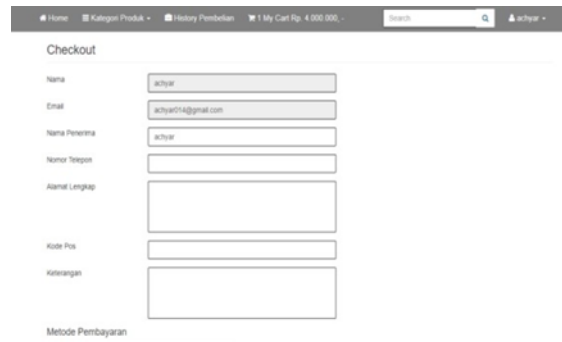 Home Kategori Produk History Pembelian 1 My Cart Rp. 4.000.000, - Search achyar
Checkout
Nama achyar
Email achyar014@gmail.com
Nama Penerima achyar
Nomor Telepon
Alamat Lengkap
Kode Pos
Keterangan
Metode Pembayaran